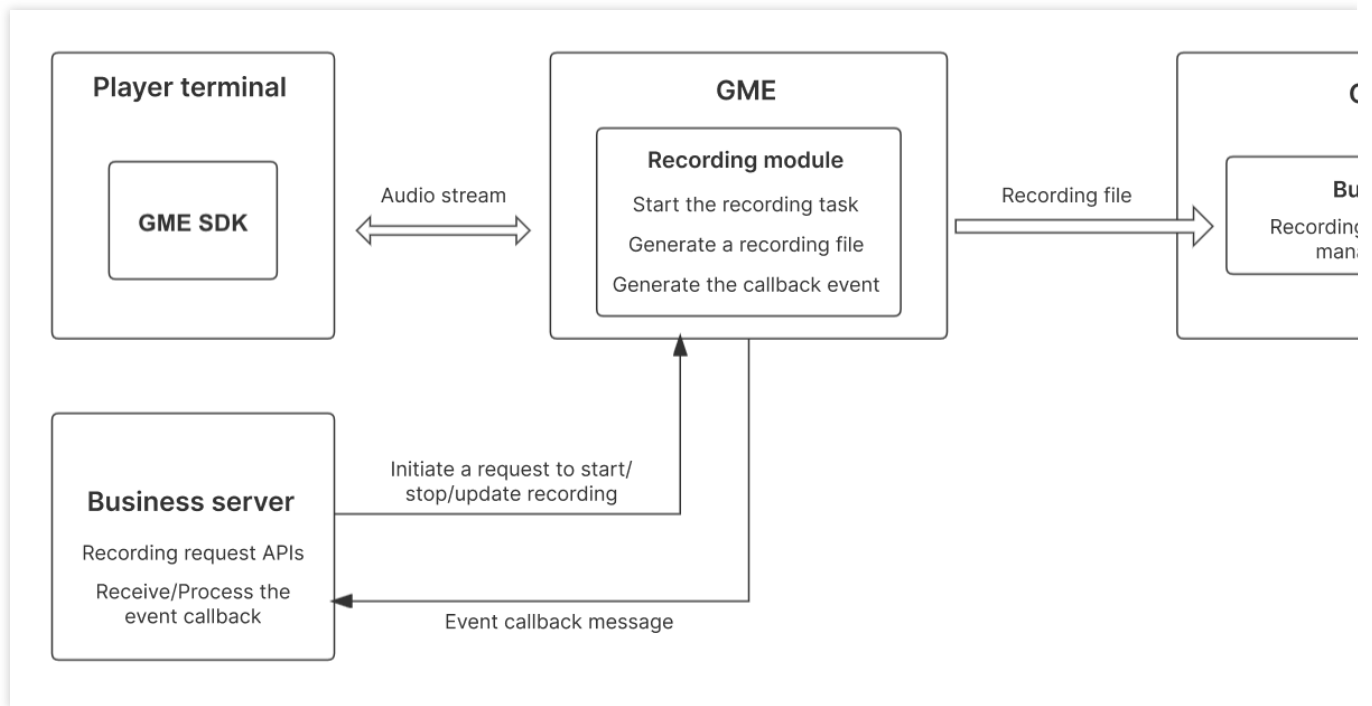 Player terminal
GME SDK
Audio stream
GME
Recording module
Start the recording task
Generate a recording file
Generate the callback event
Recording file
Recording
Initiate a request to start/
stop/update recording
Business server
Recording request APIs
Receive/Process the
event callback
Event callback message